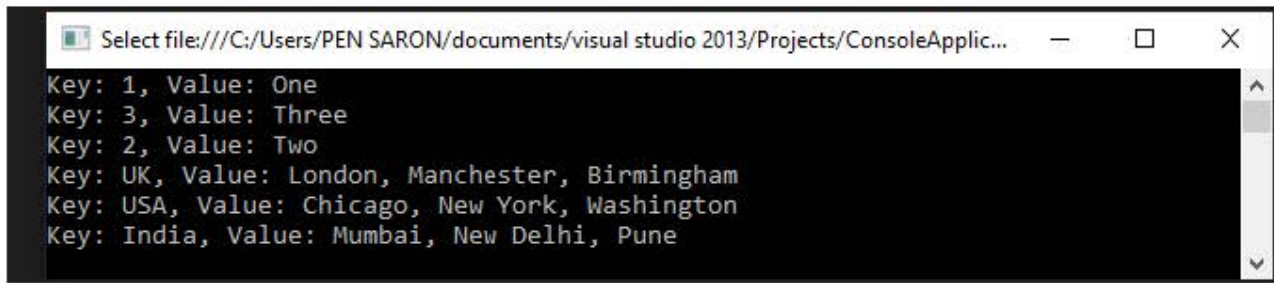 Select file:///C:/Users/PEN SARON/documents/visual studio 2013/Projects/ConsoleApplic...
Key: 1, Value: One
Key: 3, Value: Three
Key: 2, Value: Two
Key: UK, Value: London, Manchester, Birmingham
Key: USA, Value: Chicago, New York, Washington
Key: India, Value: Mumbai, New Delhi, Pune